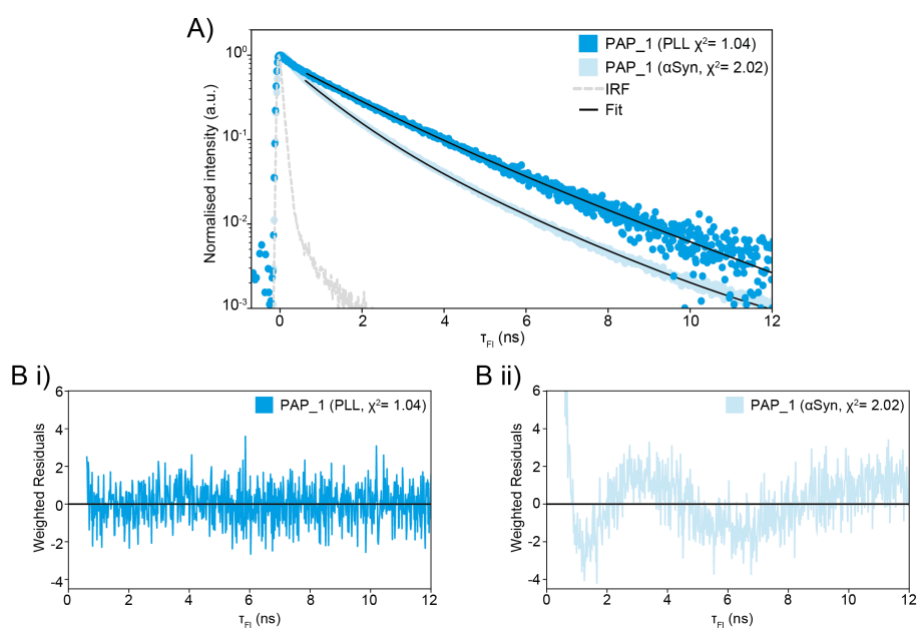 A)
Normalised intensity (a.u.)
10⁰
10⁻¹
10⁻²
10⁻³
PAP_1 (PLL χ²= 1.04)
PAP_1 (αSyn, χ²= 2.02)
IRF
Fit
0 2 4 6 8 10 12
τFl (ns)
B i)
Weighted Residuals
6
4
2
0
-2
-4
PAP_1 (PLL, χ²= 1.04)
0 2 4 6 8 10 12
τFl (ns)
B ii)
Weighted Residuals
6
4
2
0
-2
-4
PAP_1 (αSyn, χ²= 2.02)
0 2 4 6 8 10 12
τFl (ns)